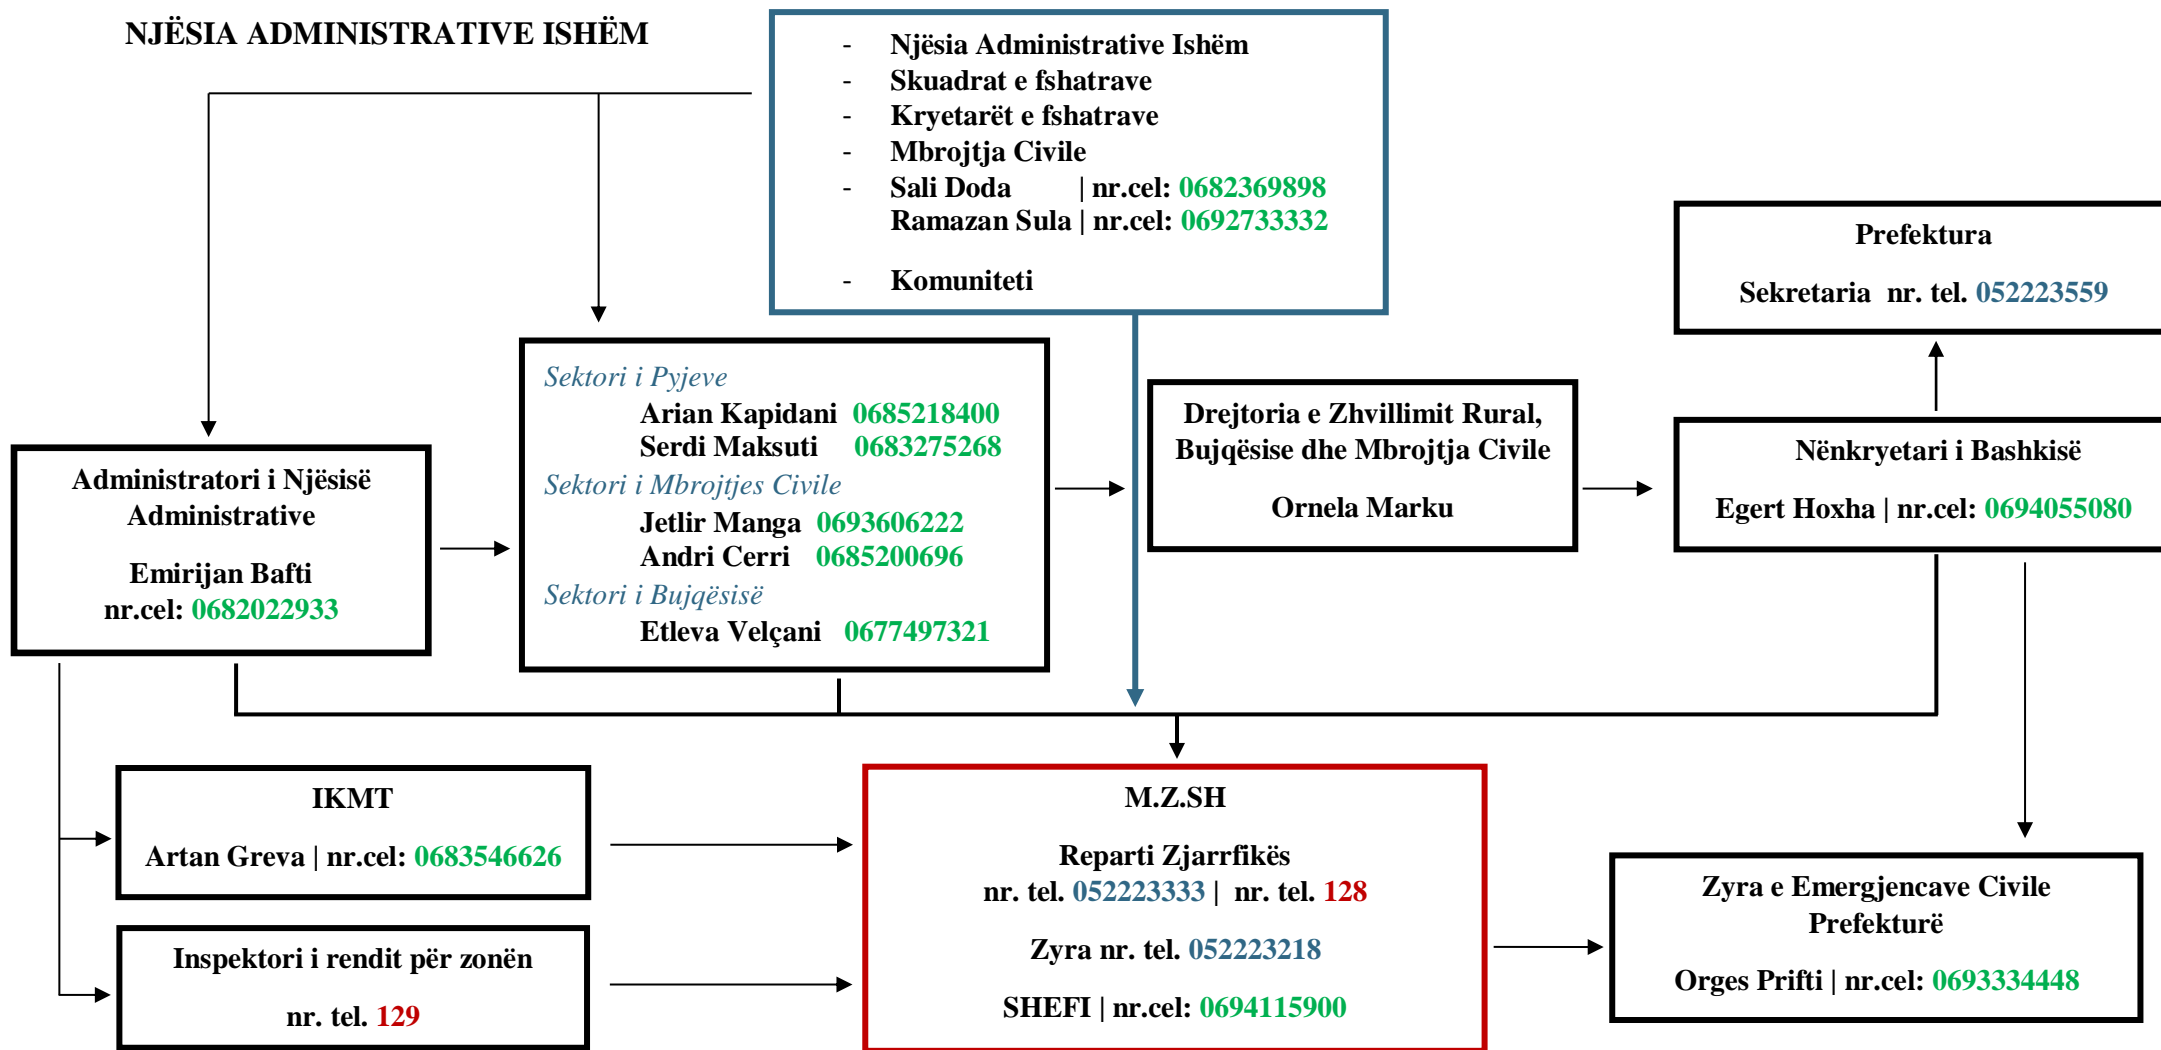 NJËSIA ADMINISTRATIVE ISHËM
- Njësia Administrative Ishëm
- Skuadrat e fshatrave
- Kryetarët e fshatrave
- Mbrojtja Civile
- Sali Doda | nr.cel: 0682369898
Ramazan Sula | nr.cel: 0692733332
- Komuniteti
Prefektura
Sekretaria nr. tel. 052223559
Sektori i Pyjeve
Arian Kapidani 0685218400
Serdi Maksuti 0683275268
Sektori i Mbrojtjes Civile
Jetlir Manga 0693606222
Andri Cerri 0685200696
Sektori i Bujqësisë
Etleva Velçani 0677497321
Drejtoria e Zhvillimit Rural,
Bujqësise dhe Mbrojtja Civile
Ornela Marku
Nënkryetari i Bashkisë
Egert Hoxha | nr.cel: 0694055080
Administratori i Njësisë
Administrative
Emirijan Bafti
nr.cel: 0682022933
IKMT
Artan Greva | nr.cel: 0683546626
Inspektori i rendit për zonën
nr. tel. 129
M.Z.SH
Reparti Zjarrfikës
nr. tel. 052223333 | nr. tel. 128
Zyra nr. tel. 052223218
SHEFI | nr.cel: 0694115900
Zyra e Emergjencave Civile
Prefekturë
Orges Prifti | nr.cel: 0693334448